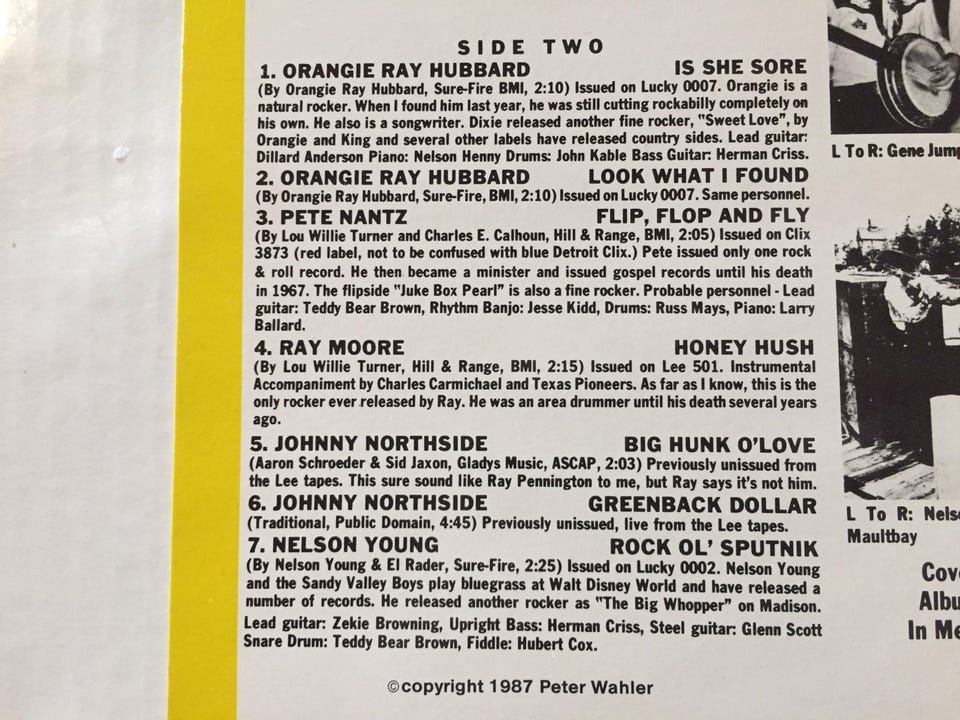 SIDE TWO
1. ORANGIE RAY HUBBARD IS SHE SORE
(By Orangie Ray Hubbard, Sure-Fire BMI, 2:10) Issued on Lucky 0007. Orangie is a
natural rocker. When I found him last year, he was still cutting rockabilly completely on
his own. He also is a songwriter. Dixie released another fine rocker, "Sweet Love", by
Orangie and King and several other labels have released country sides. Lead guitar:
Dillard Anderson Piano: Nelson Henny Drums: John Kable Bass Guitar: Herman Criss.
2. ORANGIE RAY HUBBARD LOOK WHAT I FOUND
(By Orangie Ray Hubbard, Sure-Fire, BMI, 2:10) Issued on Lucky 0007. Same personnel.
3. PETE NANTZ FLIP, FLOP AND FLY
(By Lou Willie Turner and Charles E. Calhoun, Hill & Range, BMI, 2:05) Issued on Clix
3873 (red label, not to be confused with blue Detroit Clix.) Pete issued only one rock
& roll record. He then became a minister and issued gospel records until his death
in 1967. The flipside "Juke Box Pearl" is also a fine rocker. Probable personnel - Lead
guitar: Teddy Bear Brown, Rhythm Banjo: Jesse Kidd, Drums: Russ Mays, Piano: Larry
Ballard.
4. RAY MOORE HONEY HUSH
(By Lou Willie Turner, Hill & Range, BMI, 2:15) Issued on Lee 501. Instrumental
Accompaniment by Charles Carmichael and Texas Pioneers. As far as I know, this is the
only rocker ever released by Ray. He was an area drummer until his death several years
ago.
5. JOHNNY NORTHSIDE BIG HUNK O'LOVE
(Aaron Schroeder & Sid Jaxon, Gladys Music, ASCAP, 2:03) Previously unissued from
the Lee tapes. This sure sound like Ray Pennington to me, but Ray says it's not him.
6. JOHNNY NORTHSIDE GREENBACK DOLLAR
(Traditional, Public Domain, 4:45) Previously unissued, live from the Lee tapes.
7. NELSON YOUNG ROCK OL' SPUTNIK
(By Nelson Young & El Rader, Sure-Fire, 2:25) Issued on Lucky 0002. Nelson Young
and the Sandy Valley Boys play bluegrass at Walt Disney World and have released a
number of records. He released another rocker as "The Big Whopper" on Madison.
Lead guitar: Zekie Browning, Upright Bass: Herman Criss, Steel guitar: Glenn Scott
Snare Drum: Teddy Bear Brown, Fiddle: Hubert Cox.
©copyright 1987 Peter Wahler
L To R: Gene Jump
L To R: Nels
Maultbay
Cov
Albu
In Me